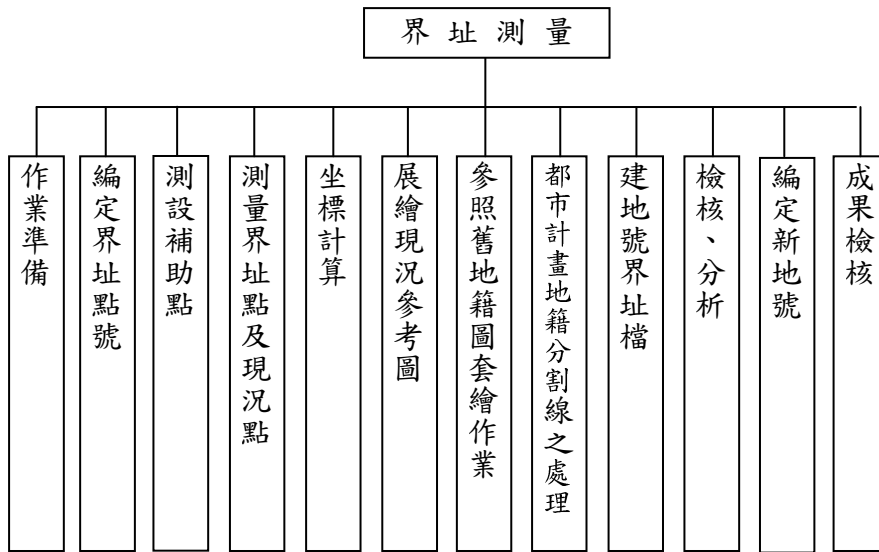 界址測量
作業準備
編定界址點號
測設補助點
測量界址點及現況點
坐標計算
展繪現況參考圖
參照舊地籍圖套繪作業
都市計畫地籍分割線之處理
建地號界址檔
檢核、分析
編定新地號
成果檢核